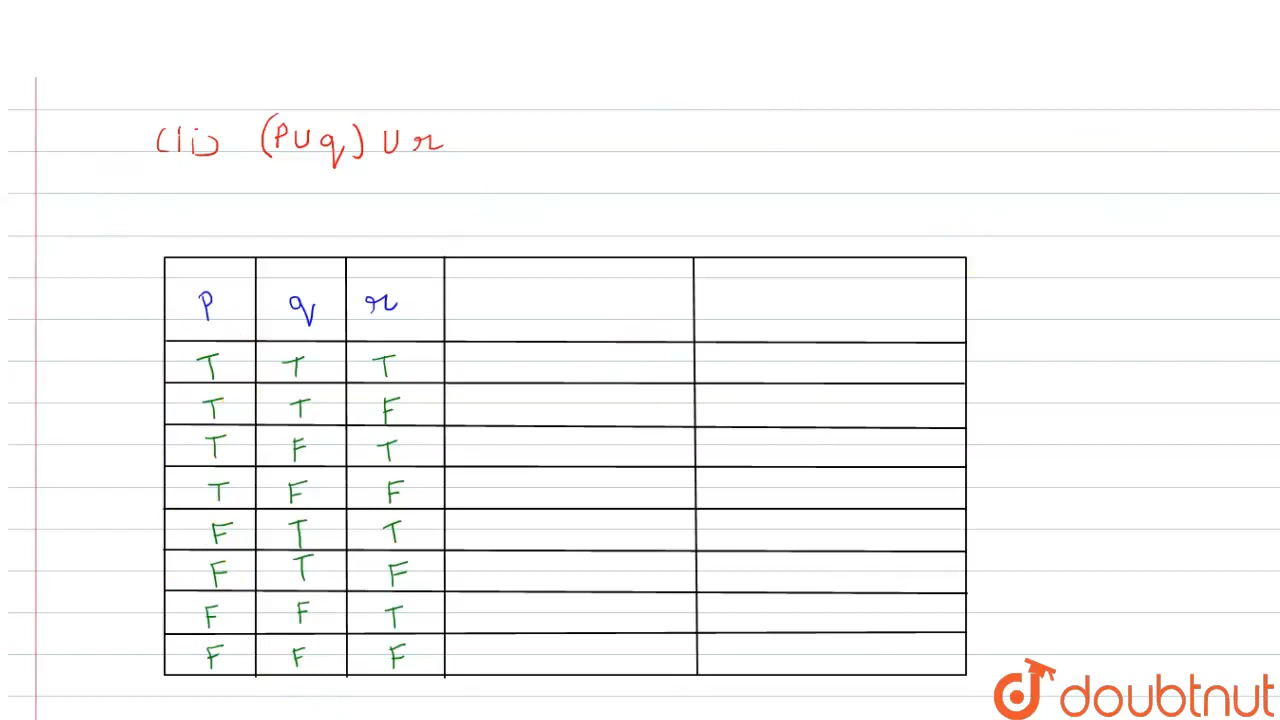 (ii) (P∪q) ∪ r
P q r
T T T
T T F
T F T
T F F
F T T
F T F
F F T
F F F
doubtnut